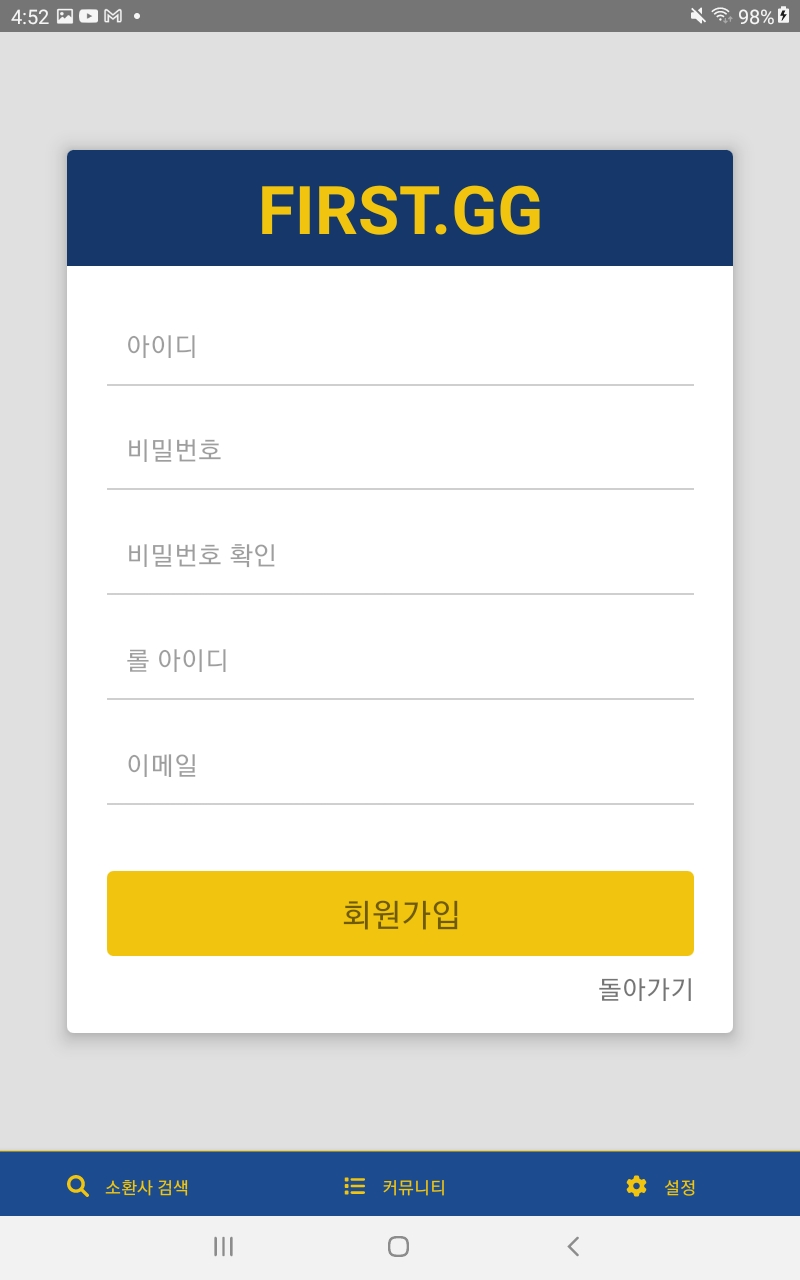 4:52
98%
FIRST.GG
아이디
비밀번호
비밀번호 확인
롤 아이디
이메일
회원가입
돌아가기
소환사 검색 커뮤니티 설정